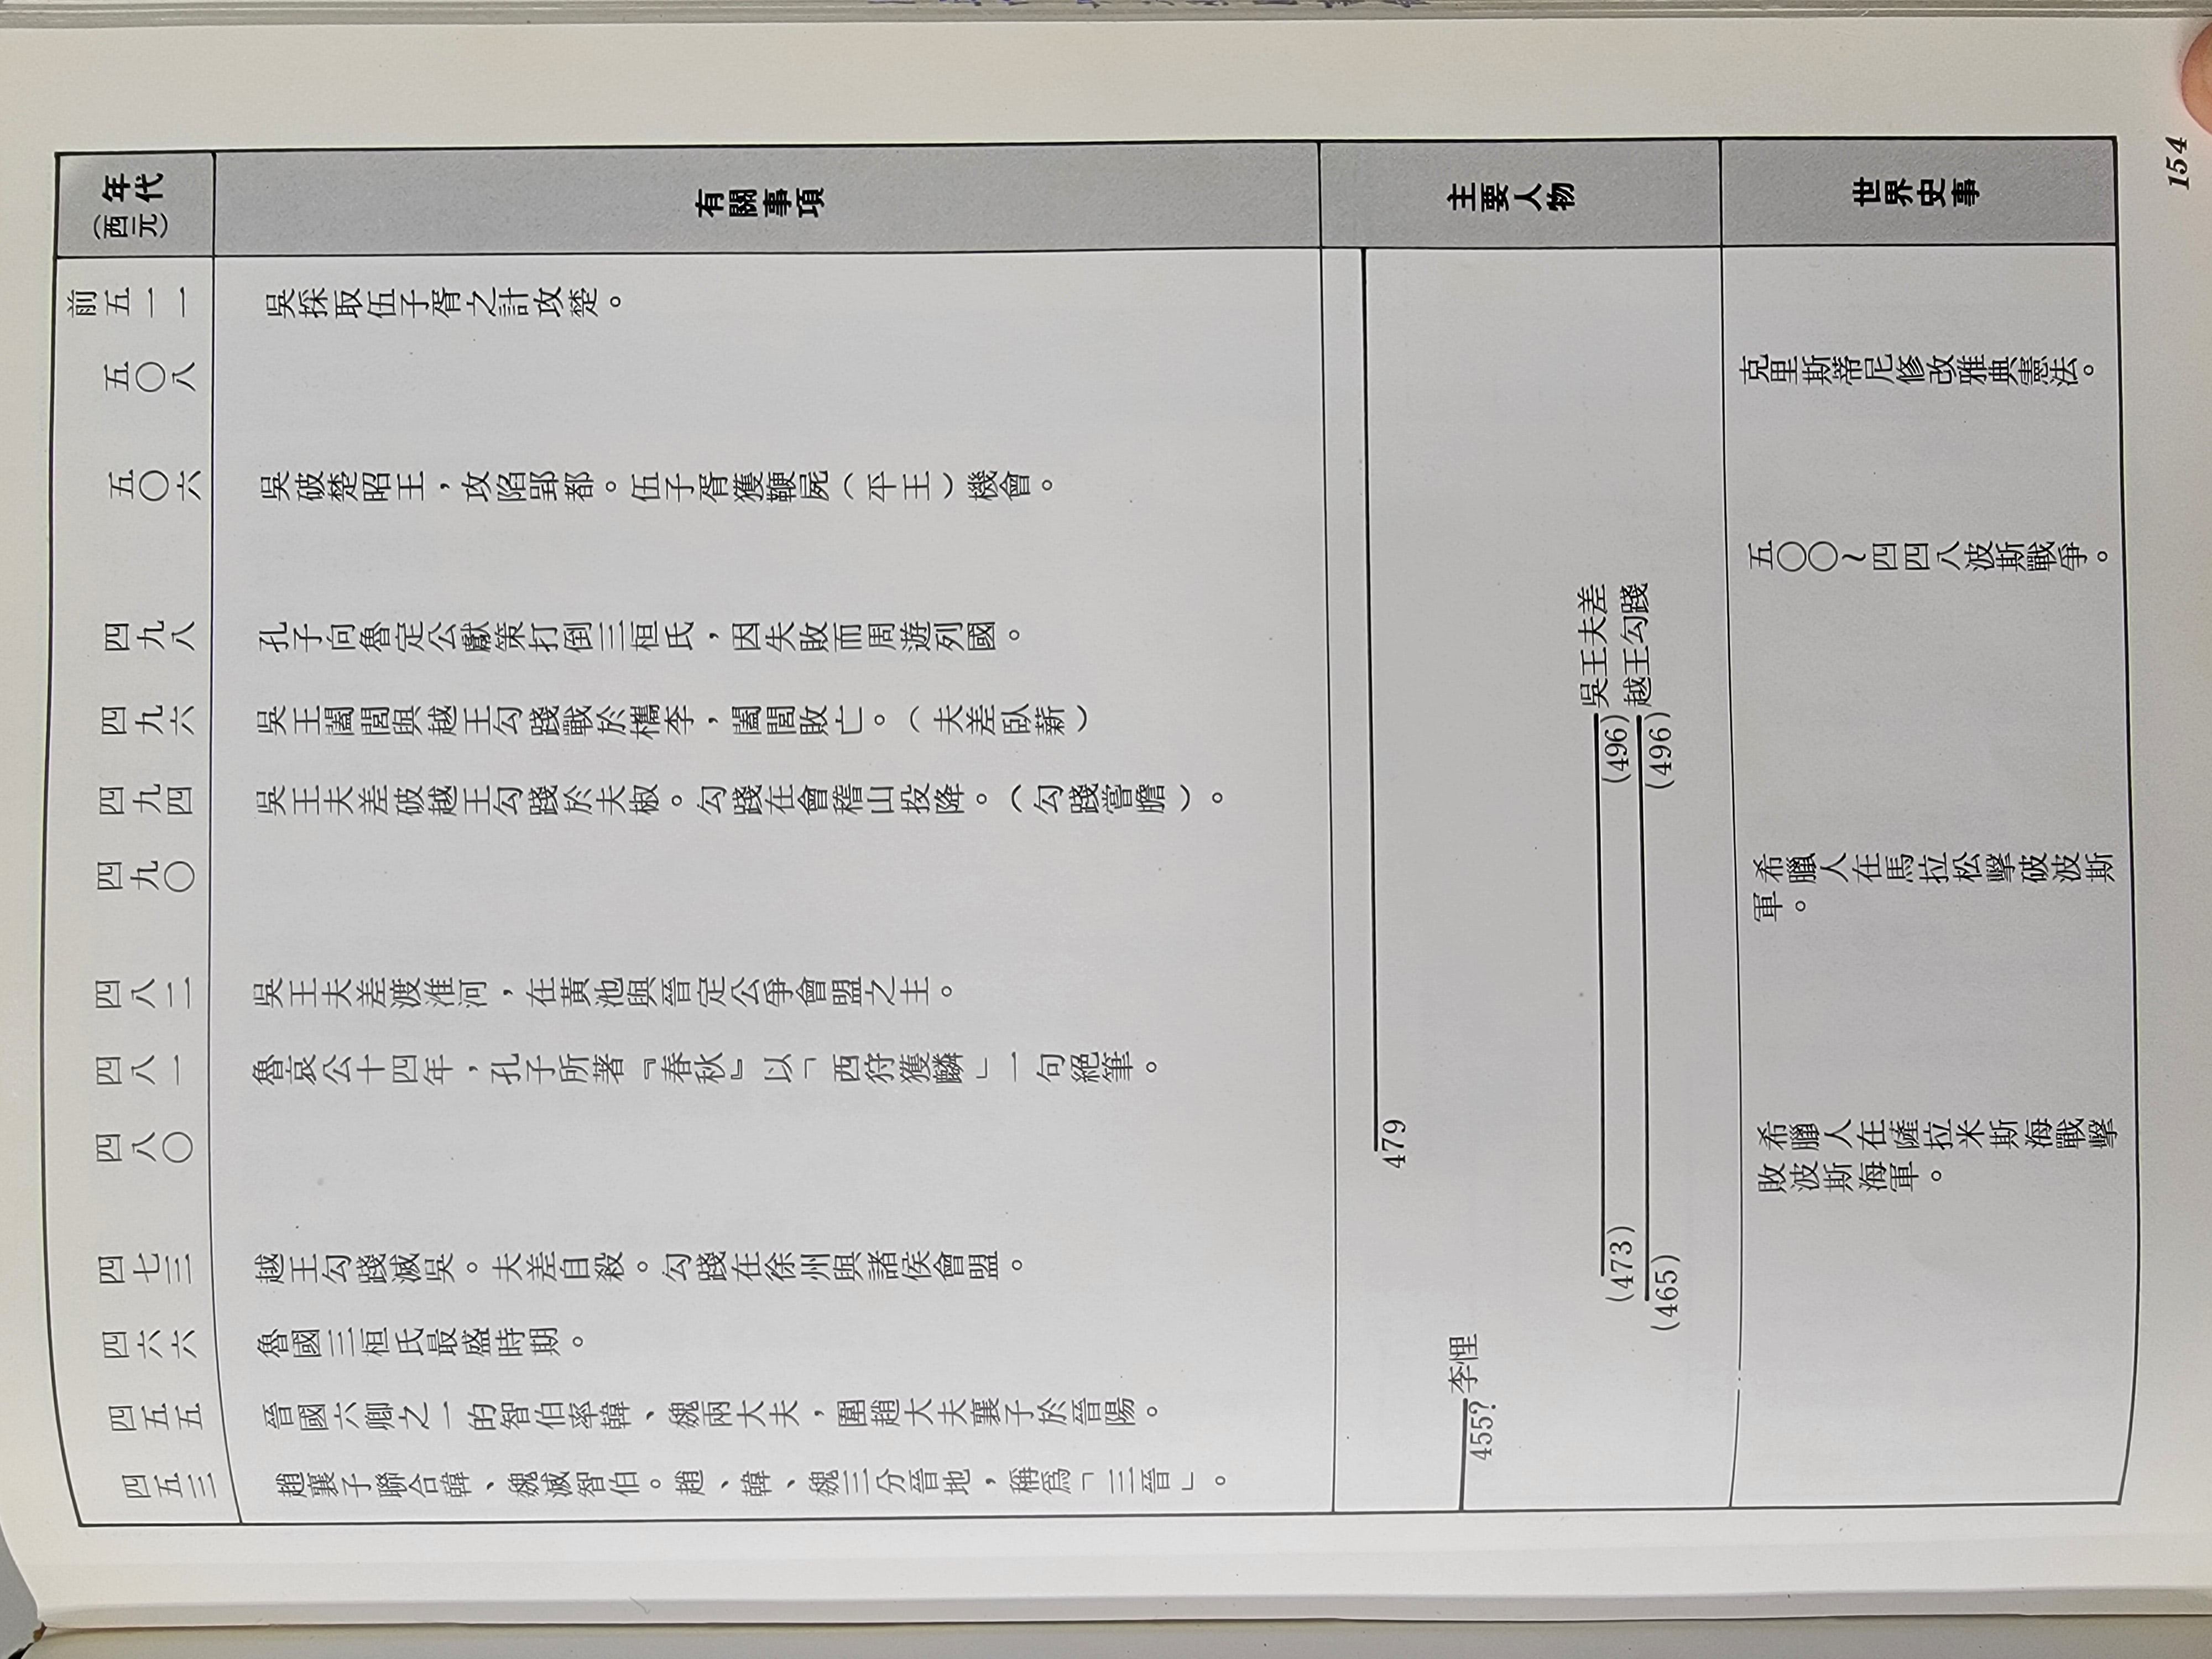 年代
（西元）
有關事項
主要人物
世界史事
前五一一
吳採取伍子胥之計攻楚。
五〇八
克里斯蒂尼修改雅典憲法。
五〇六
吳破楚昭王，攻陷郢都。伍子胥獲鞭屍（平王）機會。
五〇〇～四四八波斯戰爭。
四九八
孔子向魯定公獻策打倒三桓氏，因失敗而周遊列國。
四九六
吳王闔閭與越王勾踐戰於檇李，闔閭敗亡。（夫差臥薪）
四九四
吳王夫差破越王勾踐於夫椒。勾踐在會稽山投降。（勾踐嘗膽）。
四九〇
希臘人在馬拉松擊破波斯
軍。
四八二
吳王夫差渡淮河，在黃池與晉定公爭會盟之主。
四八一
魯哀公十四年，孔子所著『春秋』以「西狩獲麟」一句絕筆。
四八〇
希臘人在薩拉米斯海戰擊
敗波斯海軍。
四七三
越王勾踐滅吳。夫差自殺。勾踐在徐州與諸侯會盟。
四六六
魯國三桓氏最盛時期。
四五五
晉國六卿之一的智伯率韓、魏兩大夫，圍趙大夫襄子於晉陽。
四五三
趙襄子聯合韓、魏滅智伯。趙、韓、魏三分晉地，稱爲「三晉」。
479
李悝
455?
吳王夫差
(496)
(473)
越王勾踐
(496)
(465)
154